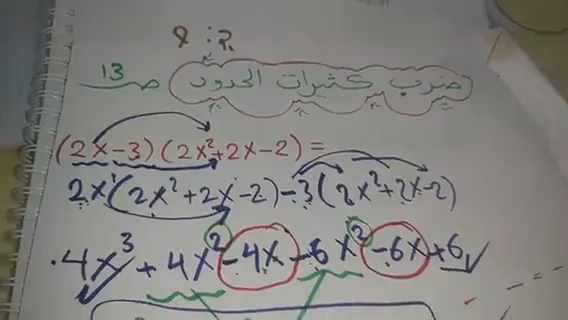 8 : ج
ضرب كثيرات الحدود ص 13
(2x-3)(2x²+2x-2)=
2x(2x²+2x-2)-3(2x²+2x-2)
4x³+4x²-4x-6x²-6x+6